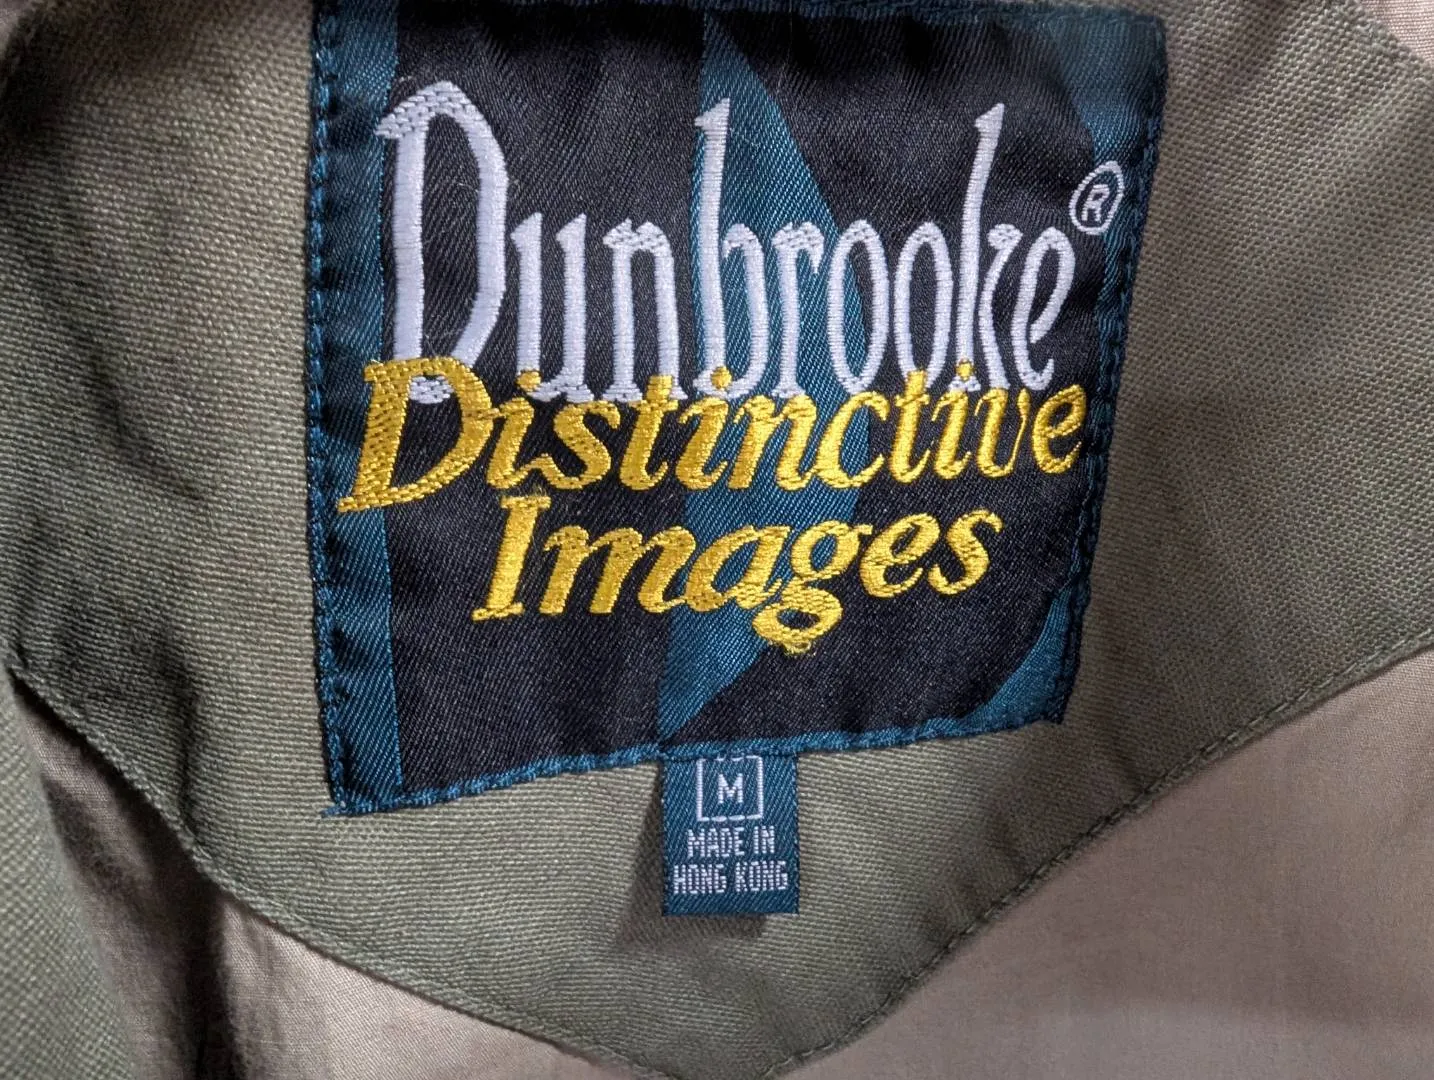 Dunbrooke®
Distinctive
Images
M
MADE IN
HONG KONG